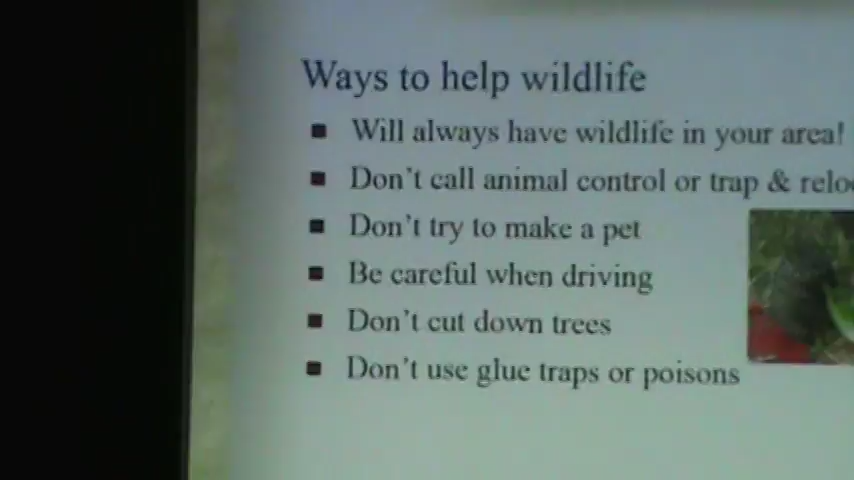 Ways to help wildlife
Will always have wildlife in your area!
Don't call animal control or trap &
Don't try to make a pet
Be careful when driving
Don't cut down trees
Don't use glue traps or poisons